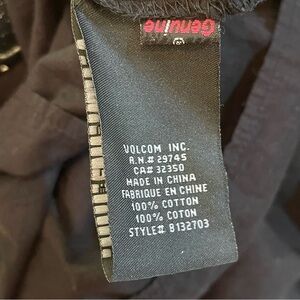 Genuine
VOLCOM INC.
R.N.# 29745
CA# 32350
MADE IN CHINA
FABRIQUE EN CHINE
100% COTTON
100% COTON
STYLE# B132703